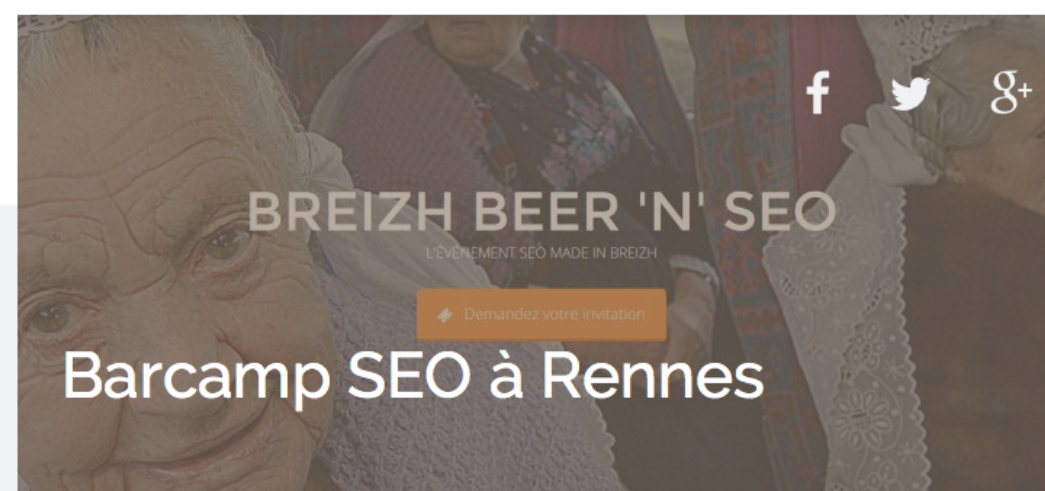 BREIZH BEER 'N' SEO
L'ÉVÉNEMENT SEO MADE IN BREIZH
Demandez votre invitation
Barcamp SEO à Rennes